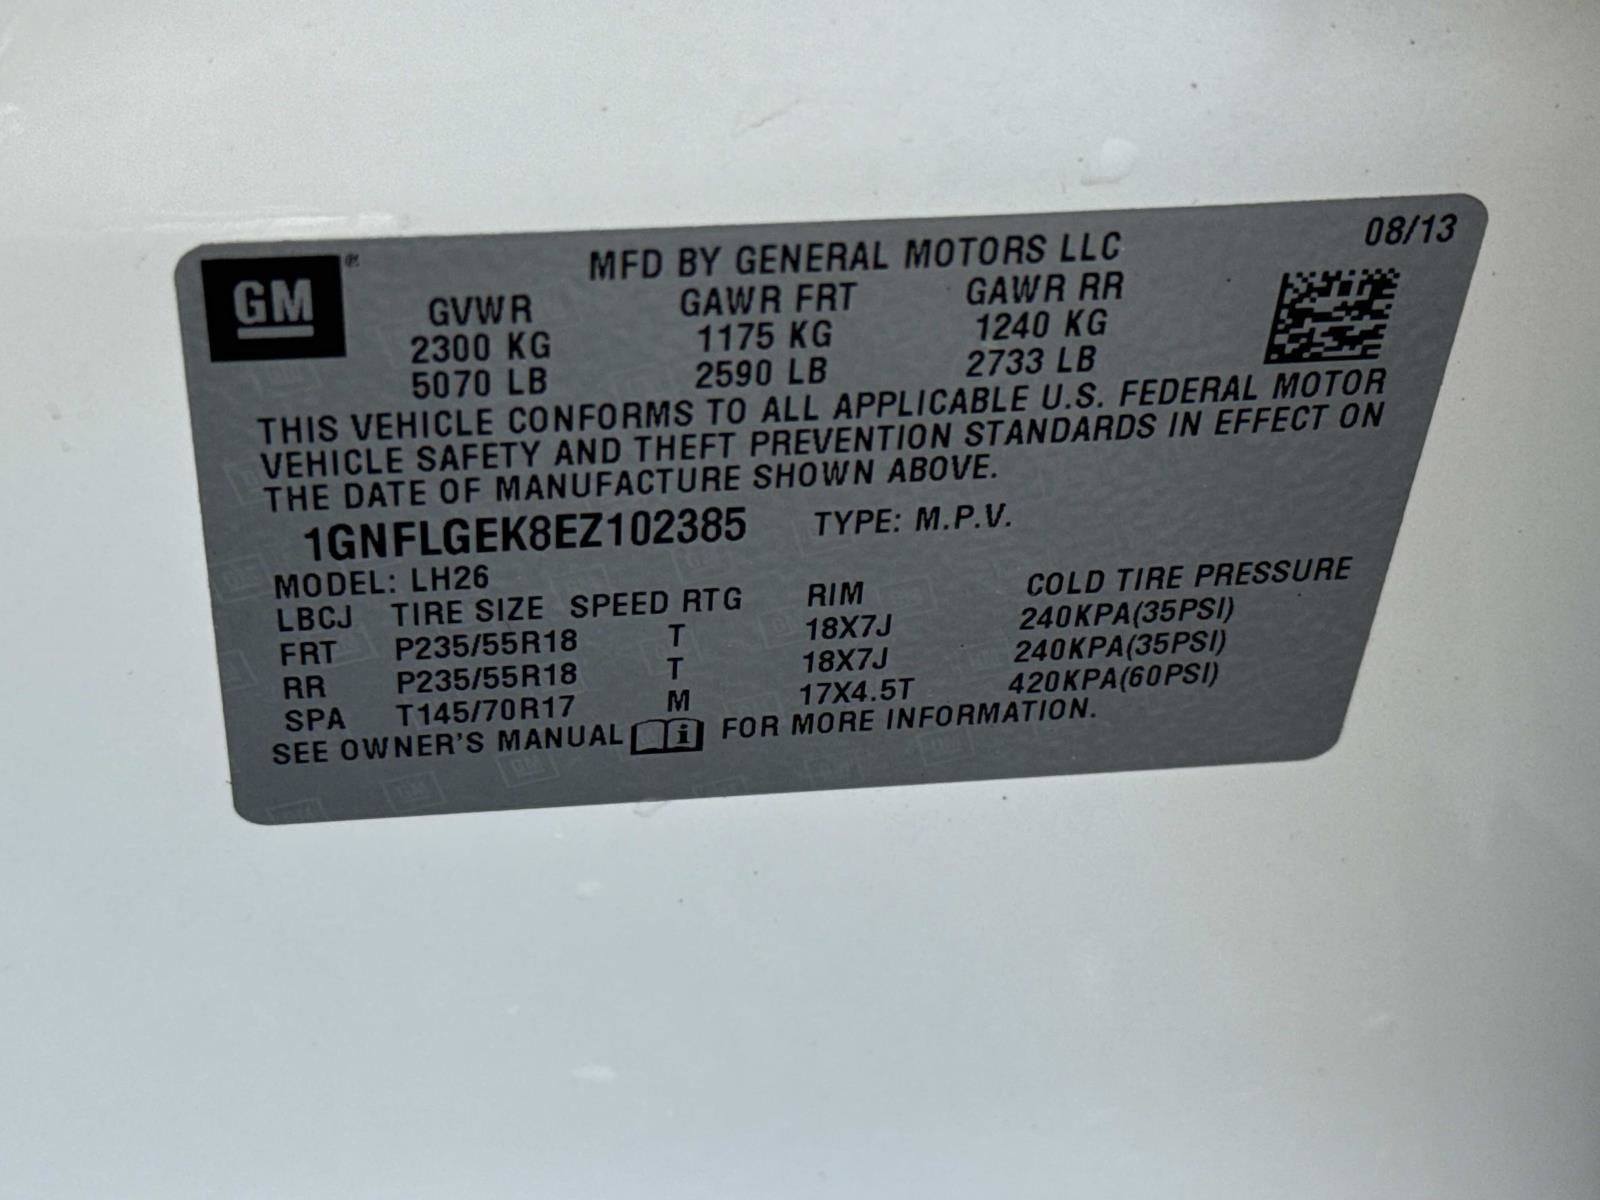 08/13
GM®
MFD BY GENERAL MOTORS LLC
GVWR GAWR FRT GAWR RR
2300 KG 1175 KG 1240 KG
5070 LB 2590 LB 2733 LB
THIS VEHICLE CONFORMS TO ALL APPLICABLE U.S. FEDERAL MOTOR
VEHICLE SAFETY AND THEFT PREVENTION STANDARDS IN EFFECT ON
THE DATE OF MANUFACTURE SHOWN ABOVE.
1GNFLGEK8EZ102385 TYPE: M.P.V.
MODEL: LH26
LBCJ TIRE SIZE SPEED RTG RIM COLD TIRE PRESSURE
FRT P235/55R18 T 18X7J 240KPA(35PSI)
RR P235/55R18 T 18X7J 240KPA(35PSI)
SPA T145/70R17 M 17X4.5T 420KPA(60PSI)
SEE OWNER'S MANUAL i FOR MORE INFORMATION.